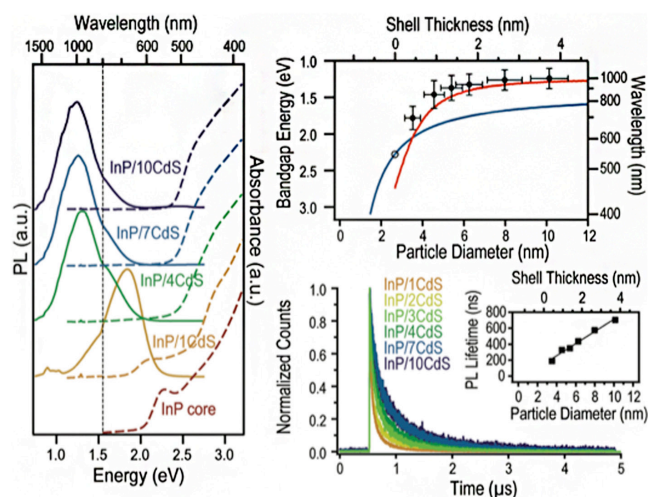 Wavelength (nm)
1500 1000 600 500 400
PL (a.u.)
Absorbance (a.u.)
InP/10CdS
InP/7CdS
InP/4CdS
InP/1CdS
InP core
1.0 1.5 2.0 2.5 3.0
Energy (eV)
Shell Thickness (nm)
0 2 4
Bandgap Energy (eV)
1.0
1.5
2.0
2.5
3.0
1000
800
600
500
400
Wavelength (nm)
0 2 4 6 8 10 12
Particle Diameter (nm)
Normalized Counts
1.0
0.8
0.6
0.4
0.2
0.0
InP/1CdS
InP/2CdS
InP/3CdS
InP/4CdS
InP/7CdS
InP/10CdS
0 1 2 3 4 5
Time (µs)
Shell Thickness (nm)
0 1 2 3 4
PL Lifetime (ns)
800
600
400
200
0
0 2 4 6 8 10 12
Particle Diameter (nm)